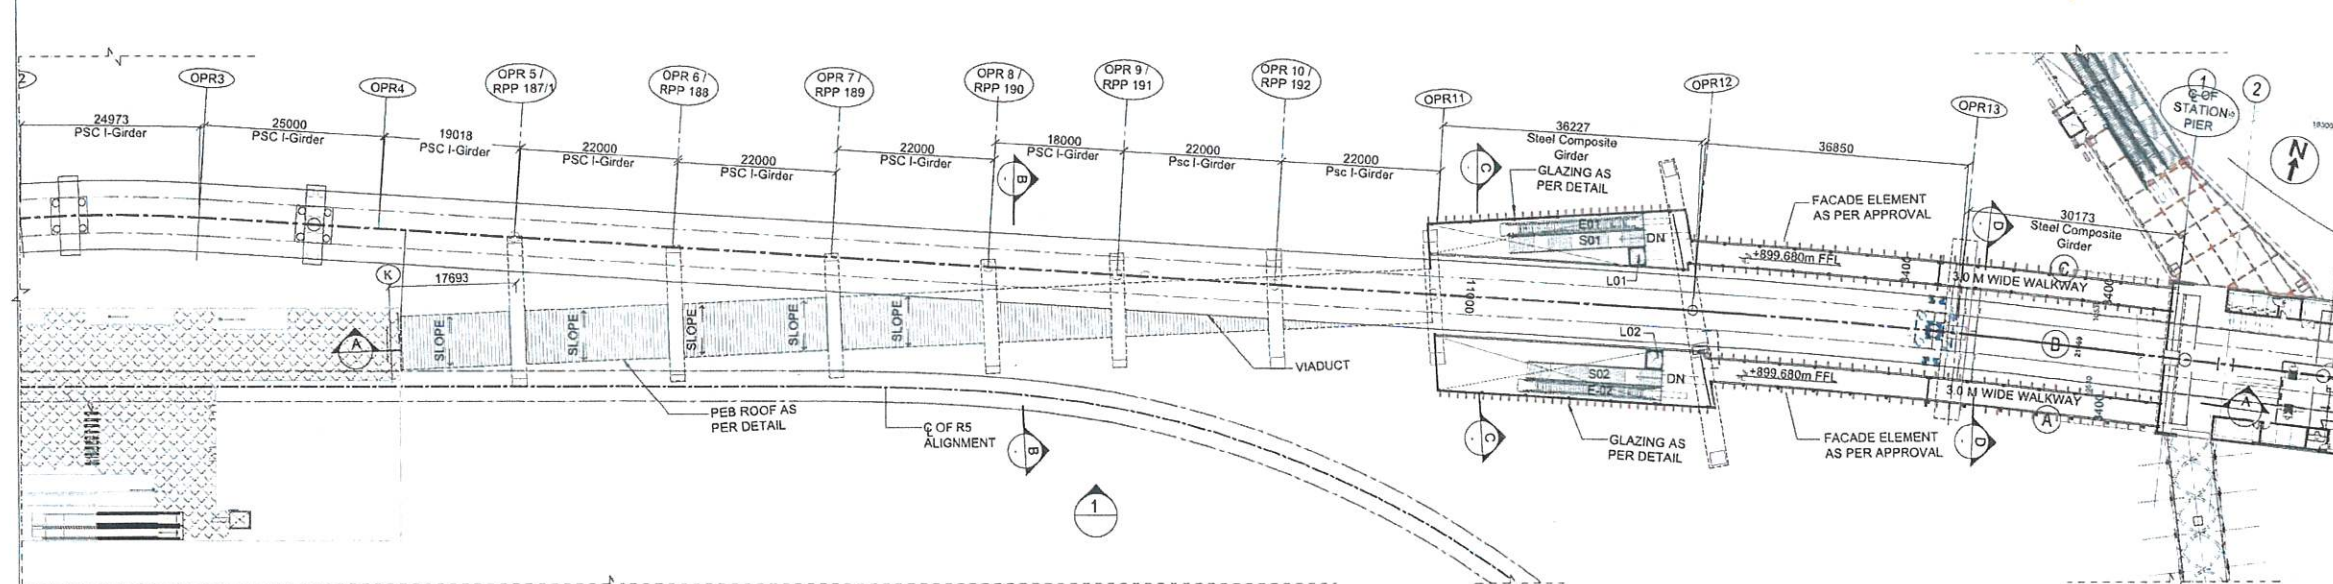 2
OPR3
OPR4
OPR 5 /
RPP 187/1
OPR 6 /
RPP 188
OPR 7 /
RPP 189
OPR 8 /
RPP 190
OPR 9 /
RPP 191
OPR 10 /
RPP 192
OPR11
OPR12
OPR13
1
℄ OF
STATION
PIER
2
N
24973
PSC I-Girder
25000
PSC I-Girder
19018
PSC I-Girder
22000
PSC I-Girder
22000
PSC I-Girder
22000
PSC I-Girder
18000
PSC I-Girder
22000
Psc I-Girder
22000
Psc I-Girder
36227
Steel Composite
Girder
36850
30173
Steel Composite
Girder
B
C
D
GLAZING AS
PER DETAIL
FACADE ELEMENT
AS PER APPROVAL
E01
S01
DN
L01
+899.680m FFL
3400
3.0 M WIDE WALKWAY
C
3400
K
17693
11000
SLOPE
SLOPE
SLOPE
SLOPE
SLOPE
A
VIADUCT
L02
S02
E-02
DN
+899.680m FFL
3.0 M WIDE WALKWAY
B
A
3400
A
PEB ROOF AS
PER DETAIL
℄ OF R5
ALIGNMENT
B
C
D
GLAZING AS
PER DETAIL
FACADE ELEMENT
AS PER APPROVAL
1